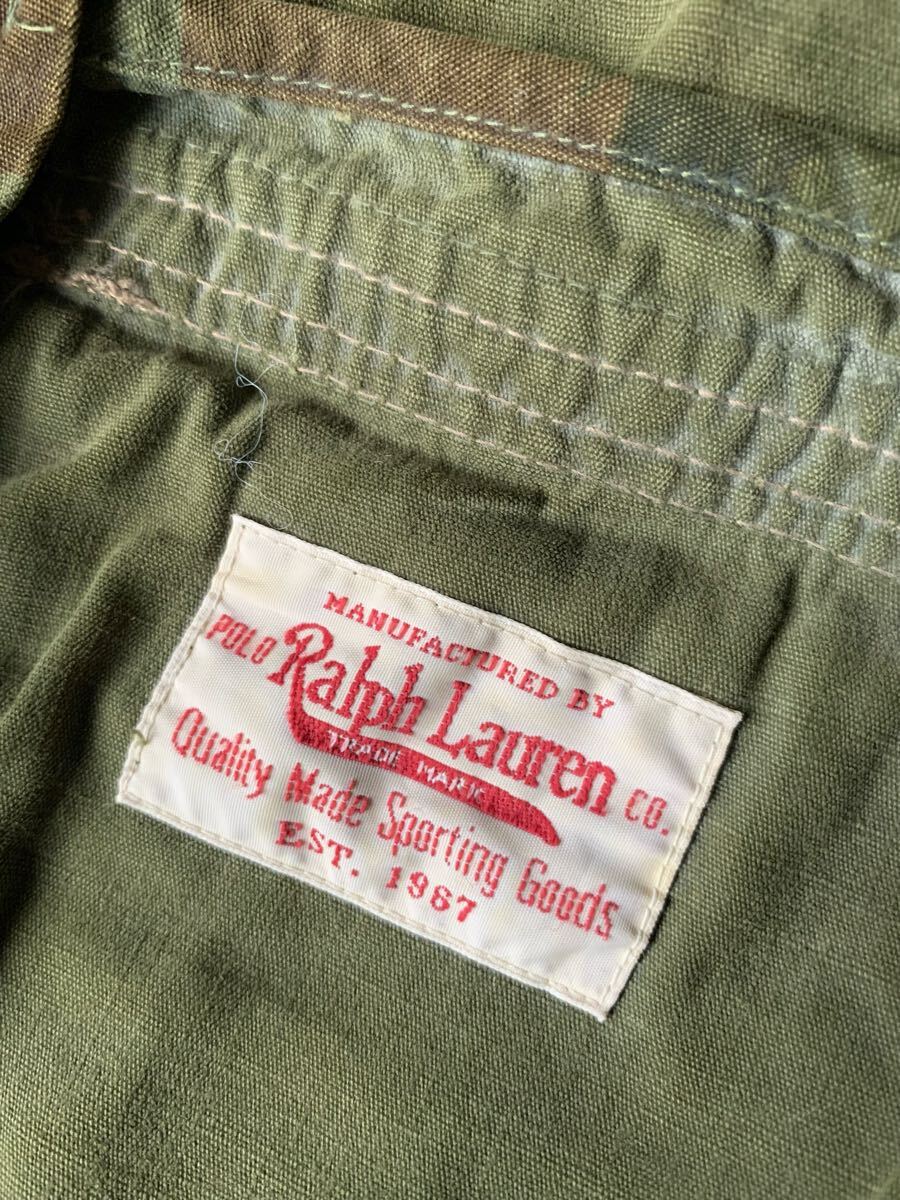 MANUFACTURED BY
POLO Ralph Lauren CO.
TRADE MARK
Quality Made Sporting Goods
EST. 1967